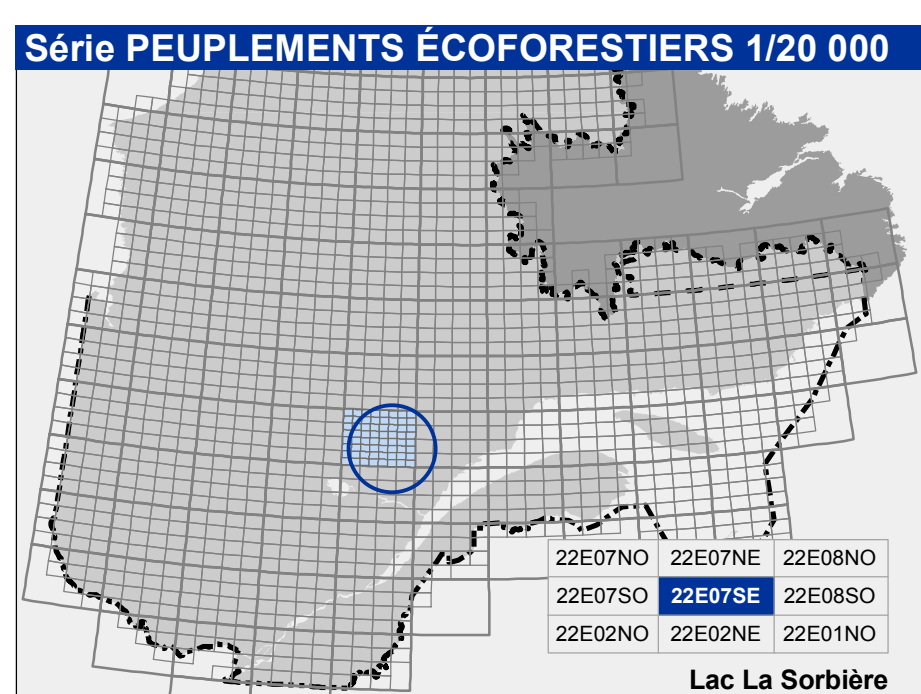 Série PEUPLEMENTS ÉCOFORESTIERS 1/20 000
22E07NO 22E07NE 22E08NO
22E07SO 22E07SE 22E08SO
22E02NO 22E02NE 22E01NO
Lac La Sorbière